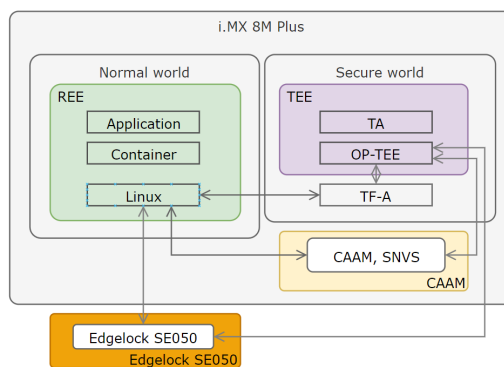 i.MX 8M Plus
Normal world
Secure world
REE
TEE
Application
TA
Container
OP-TEE
Linux
TF-A
CAAM, SNVS
CAAM
Edgelock SE050
Edgelock SE050